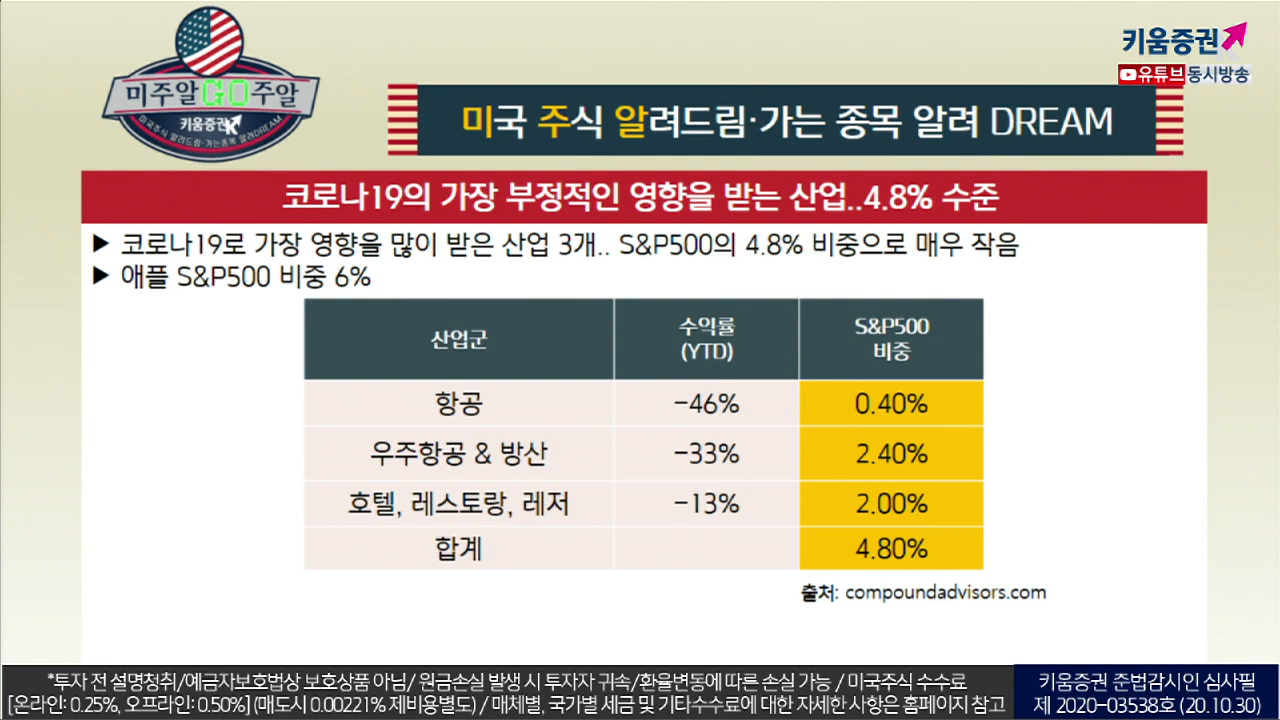 키움증권
유튜브 동시방송
미주알GO주알
키움증권
미국주식 알려드림·가는종목 알려DREAM
미국 주식 알려드림·가는 종목 알려 DREAM
코로나19의 가장 부정적인 영향을 받는 산업..4.8% 수준
▶ 코로나19로 가장 영향을 많이 받은 산업 3개.. S&P500의 4.8% 비중으로 매우 작음
▶ 애플 S&P500 비중 6%
산업군 수익률 (YTD) S&P500 비중
항공 -46% 0.40%
우주항공 & 방산 -33% 2.40%
호텔, 레스토랑, 레저 -13% 2.00%
합계 4.80%
출처: compoundadvisors.com
*투자 전 설명청취/예금자보호법상 보호상품 아님/ 원금손실 발생 시 투자자 귀속/환율변동에 따른 손실 가능 / 미국주식 수수료
[온라인: 0.25%, 오프라인: 0.50%] (매도시 0.00221% 제비용별도) / 매체별, 국가별 세금 및 기타수수료에 대한 자세한 사항은 홈페이지 참고
키움증권 준법감시인 심사필
제 2020-03538호 (20.10.30)